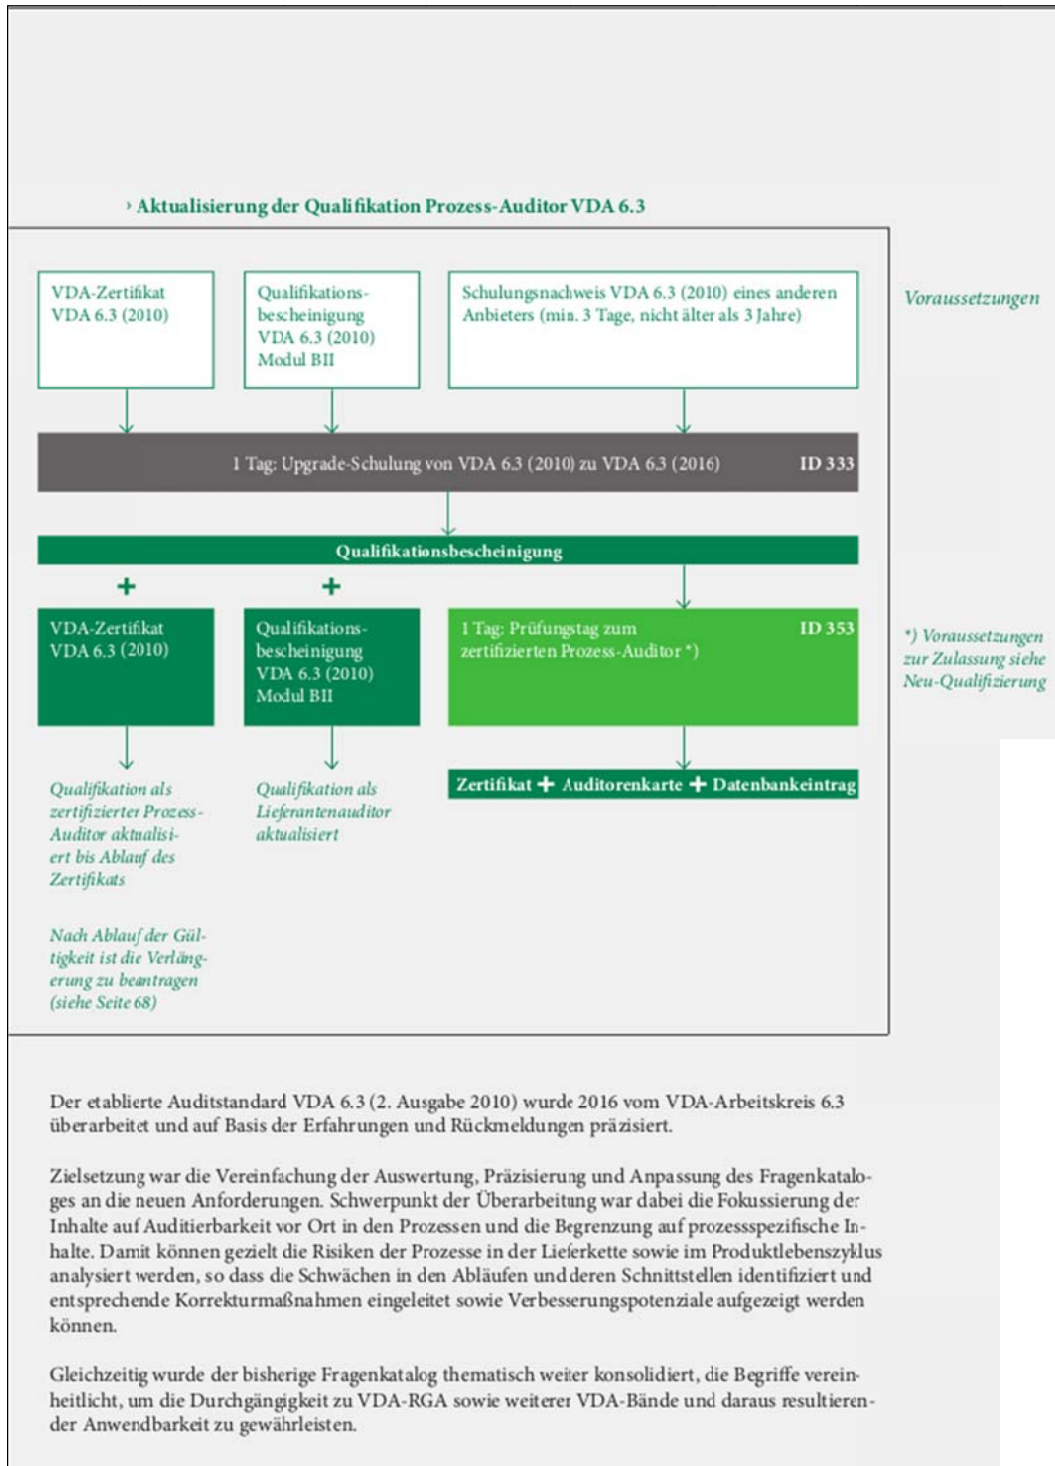 › Aktualisierung der Qualifikation Prozess-Auditor VDA 6.3
VDA-Zertifikat
VDA 6.3 (2010)
Qualifikations-
bescheinigung
VDA 6.3 (2010)
Modul BII
Schulungsnachweis VDA 6.3 (2010) eines anderen
Anbieters (min. 3 Tage, nicht älter als 3 Jahre)
Voraussetzungen
1 Tag: Upgrade-Schulung von VDA 6.3 (2010) zu VDA 6.3 (2016) ID 333
Qualifikationsbescheinigung
+ +
VDA-Zertifikat
VDA 6.3 (2010)
Qualifikations-
bescheinigung
VDA 6.3 (2010)
Modul BII
1 Tag: Prüfungstag zum ID 353
zertifizierten Prozess-Auditor *)
*) Voraussetzungen
zur Zulassung siehe
Neu-Qualifizierung
Qualifikation als
zertifizierter Prozess-
Auditor aktualisi-
ert bis Ablauf des
Zertifikats
Qualifikation als
Lieferantenauditor
aktualisiert
Zertifikat + Auditorenkarte + Datenbankeintrag
Nach Ablauf der Gül-
tigkeit ist die Verläng-
erung zu beantragen
(siehe Seite 68)
Der etablierte Auditstandard VDA 6.3 (2. Ausgabe 2010) wurde 2016 vom VDA-Arbeitskreis 6.3
überarbeitet und auf Basis der Erfahrungen und Rückmeldungen präzisiert.
Zielsetzung war die Vereinfachung der Auswertung, Präzisierung und Anpassung des Fragenkatalo-
ges an die neuen Anforderungen. Schwerpunkt der Überarbeitung war dabei die Fokussierung der
Inhalte auf Auditierbarkeit vor Ort in den Prozessen und die Begrenzung auf prozessspezifische In-
halte. Damit können gezielt die Risiken der Prozesse in der Lieferkette sowie im Produktlebenszyklus
analysiert werden, so dass die Schwächen in den Abläufen und deren Schnittstellen identifiziert und
entsprechende Korrekturmaßnahmen eingeleitet sowie Verbesserungspotenziale aufgezeigt werden
können.
Gleichzeitig wurde der bisherige Fragenkatalog thematisch weiter konsolidiert, die Begriffe verein-
heitlicht, um die Durchgängigkeit zu VDA-RGA sowie weiterer VDA-Bände und daraus resultieren-
der Anwendbarkeit zu gewährleisten.